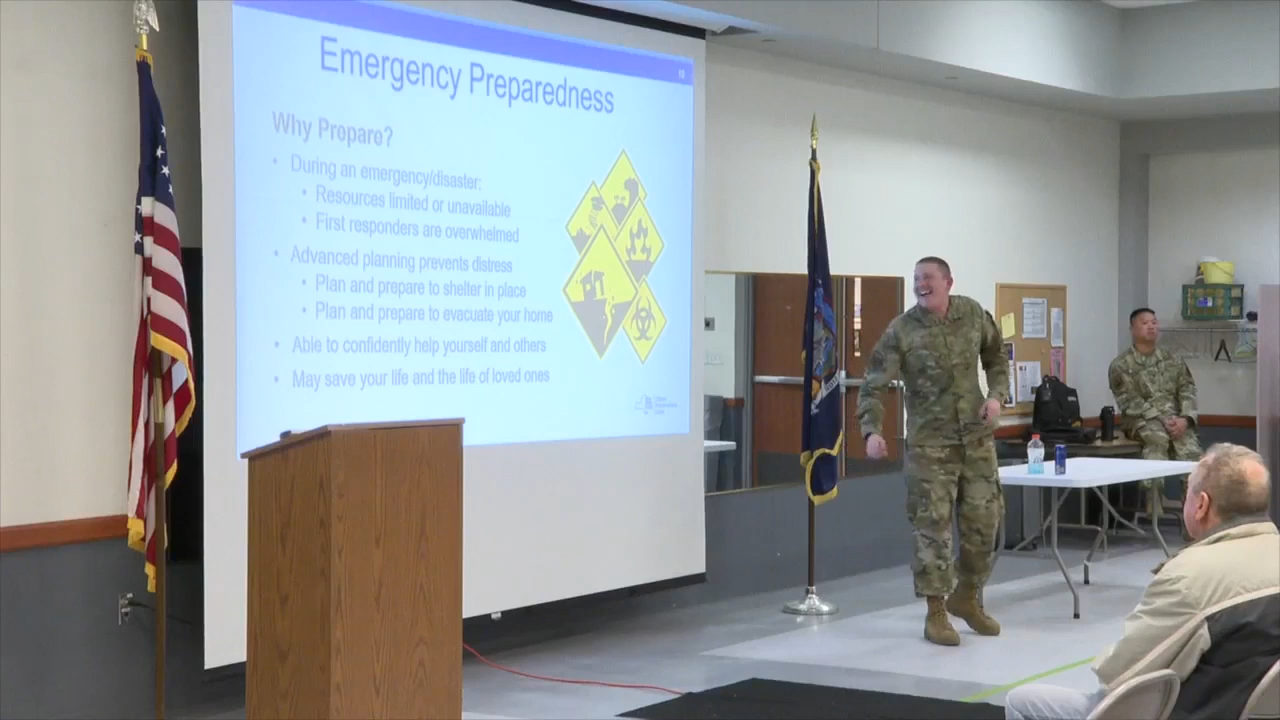 13
Emergency Preparedness
Why Prepare?
• During an emergency/disaster:
• Resources limited or unavailable
• First responders are overwhelmed
• Advanced planning prevents distress
• Plan and prepare to shelter in place
• Plan and prepare to evacuate your home
• Able to confidently help yourself and others
• May save your life and the life of loved ones